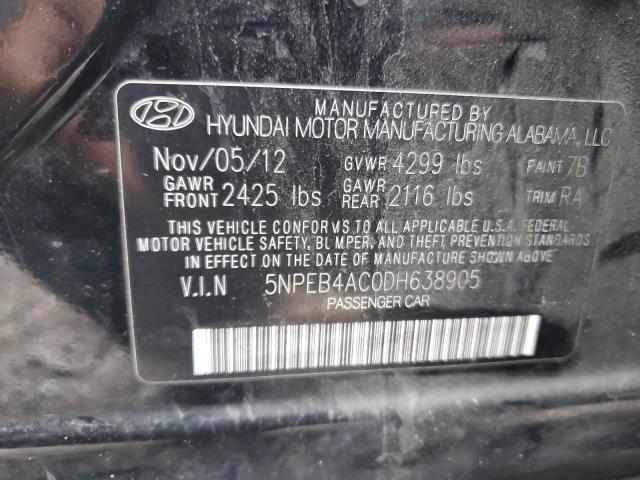 MANUFACTURED BY
HYUNDAI MOTOR MANUFACTURING ALABAMA, LLC
Nov/05/12 GVWR 4299 lbs PAINT 7B
GAWR FRONT 2425 lbs GAWR REAR 2116 lbs TRIM RA
THIS VEHICLE CONFORMS TO ALL APPLICABLE U.S.A. FEDERAL
MOTOR VEHICLE SAFETY, BUMPER, AND THEFT PREVENTION
STANDARDS IN EFFECT ON THE DATE OF MANUFACTURE SHOWN ABOVE.
V.I.N 5NPEB4AC0DH638905
PASSENGER CAR